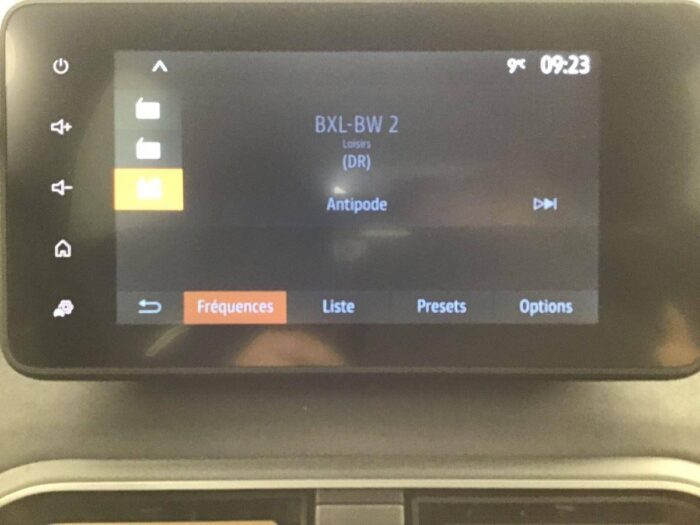 9°C 09:23
BXL-BW 2
Loisirs
(DR)
Antipode
Fréquences Liste Presets Options